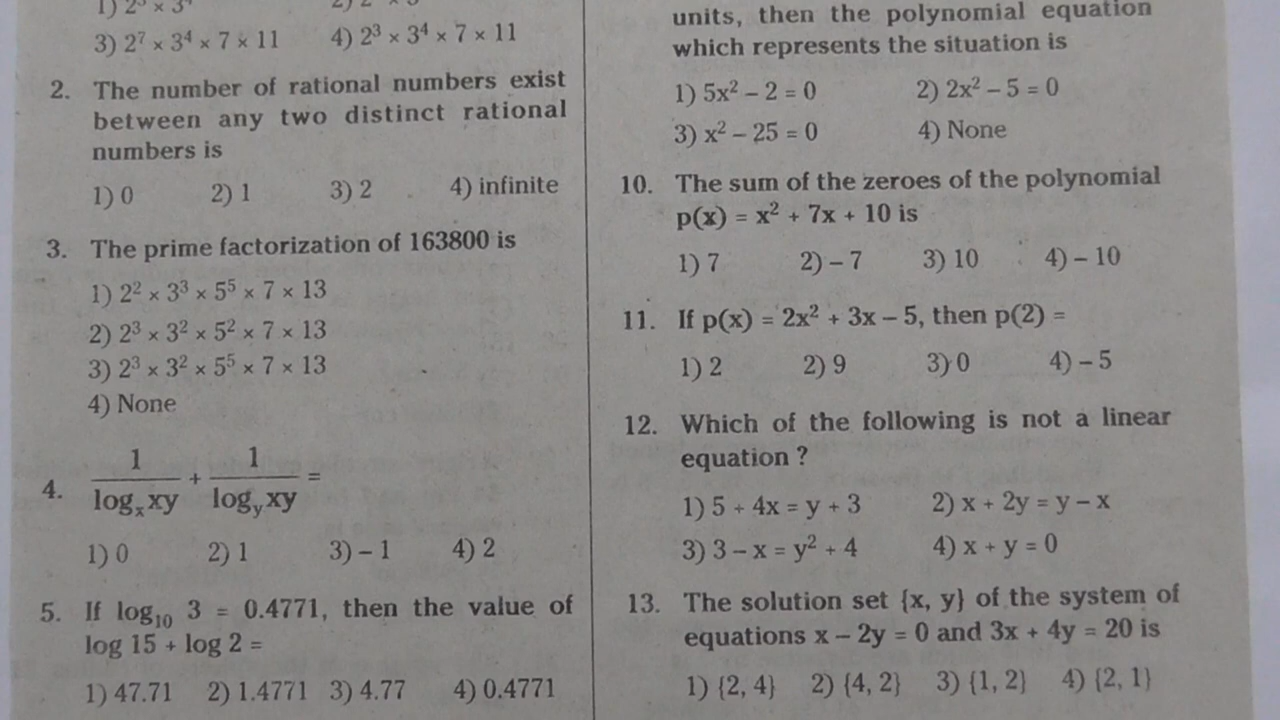 1) 2³ × 3⁴
3) 2⁷ × 3⁴ × 7 × 11 4) 2³ × 3⁴ × 7 × 11
2. The number of rational numbers exist
between any two distinct rational
numbers is
1) 0 2) 1 3) 2 4) infinite
3. The prime factorization of 163800 is
1) 2² × 3³ × 5⁵ × 7 × 13
2) 2³ × 3² × 5² × 7 × 13
3) 2³ × 3² × 5⁵ × 7 × 13
4) None
4. 1/logₓ xy + 1/log_y xy =
1) 0 2) 1 3) – 1 4) 2
5. If log₁₀ 3 = 0.4771, then the value of
log 15 + log 2 =
1) 47.71 2) 1.4771 3) 4.77 4) 0.4771
units, then the polynomial equation
which represents the situation is
1) 5x² – 2 = 0 2) 2x² – 5 = 0
3) x² – 25 = 0 4) None
10. The sum of the zeroes of the polynomial
p(x) = x² + 7x + 10 is
1) 7 2) – 7 3) 10 4) – 10
11. If p(x) = 2x² + 3x – 5, then p(2) =
1) 2 2) 9 3) 0 4) – 5
12. Which of the following is not a linear
equation ?
1) 5 + 4x = y + 3 2) x + 2y = y – x
3) 3 – x = y² + 4 4) x + y = 0
13. The solution set {x, y} of the system of
equations x – 2y = 0 and 3x + 4y = 20 is
1) {2, 4} 2) {4, 2} 3) {1, 2} 4) {2, 1}